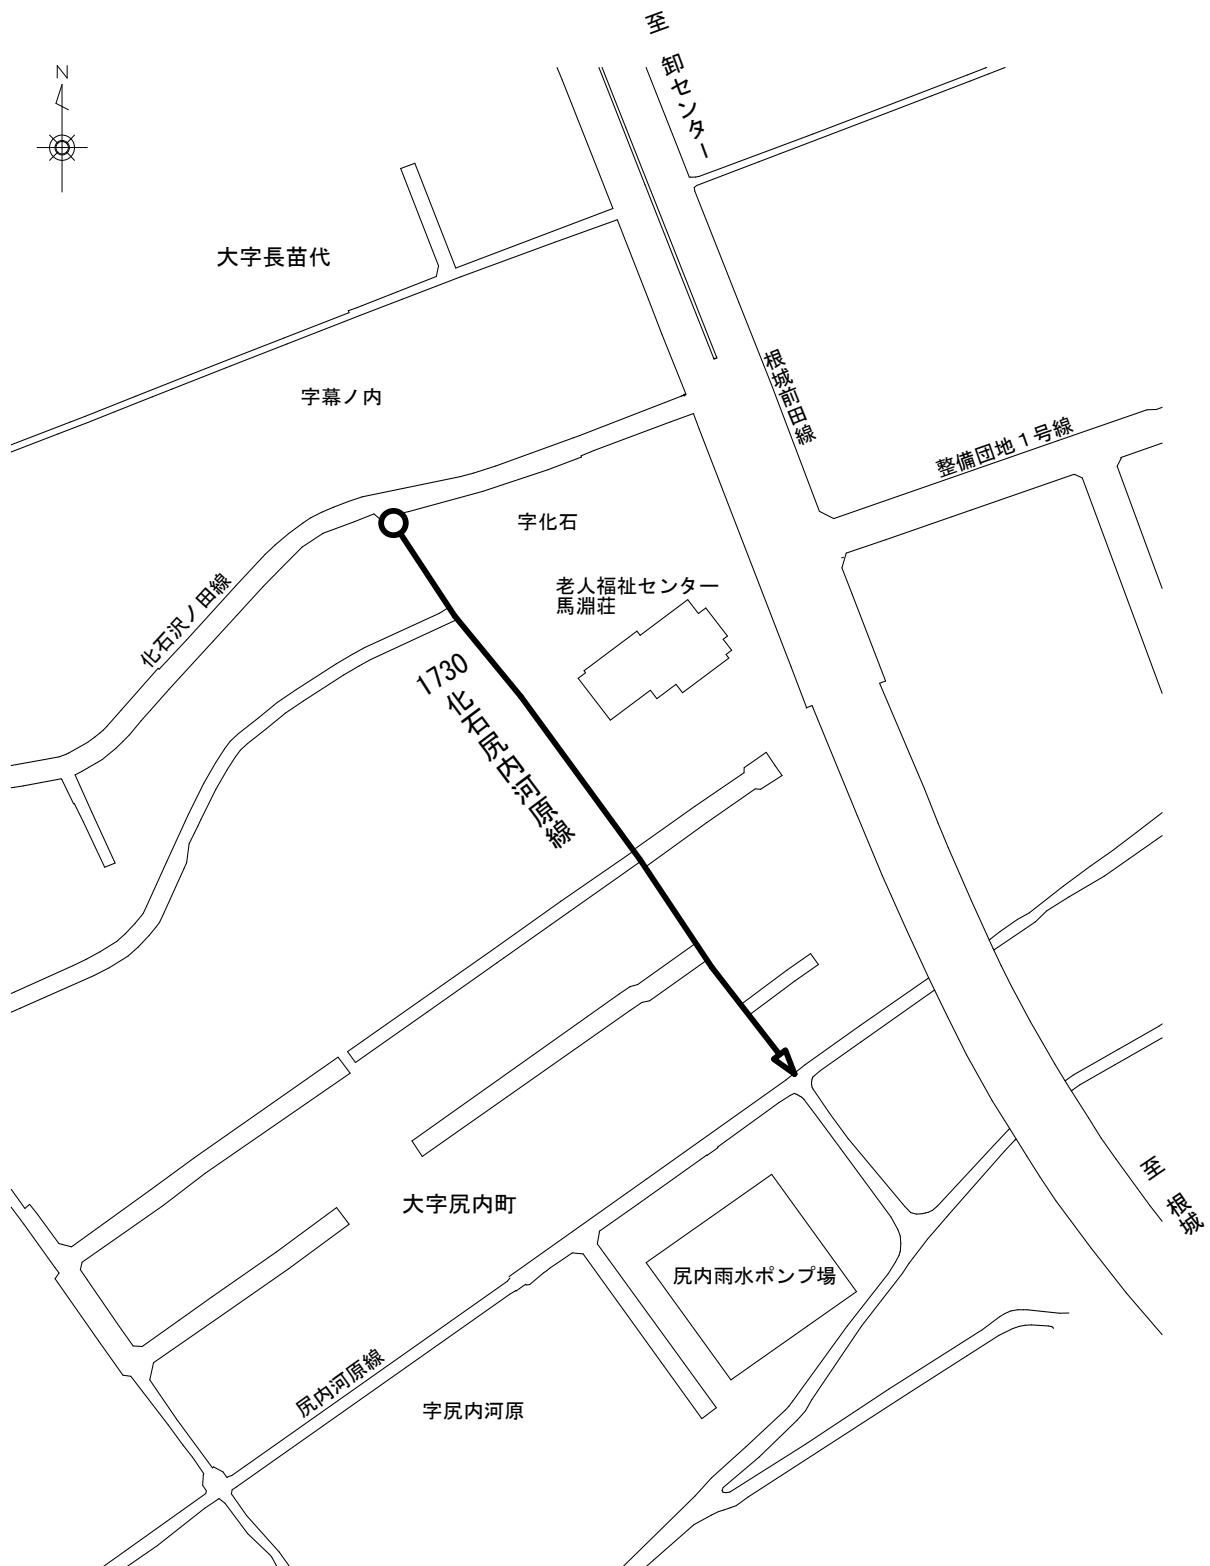 至 卸センター
N
大字長苗代
字幕ノ内
根城前田線
整備団地１号線
字化石
老人福祉センター
馬淵荘
化石沢ノ田線
1730
化石尻内河原線
至 根城
大字尻内町
尻内雨水ポンプ場
尻内河原線
字尻内河原